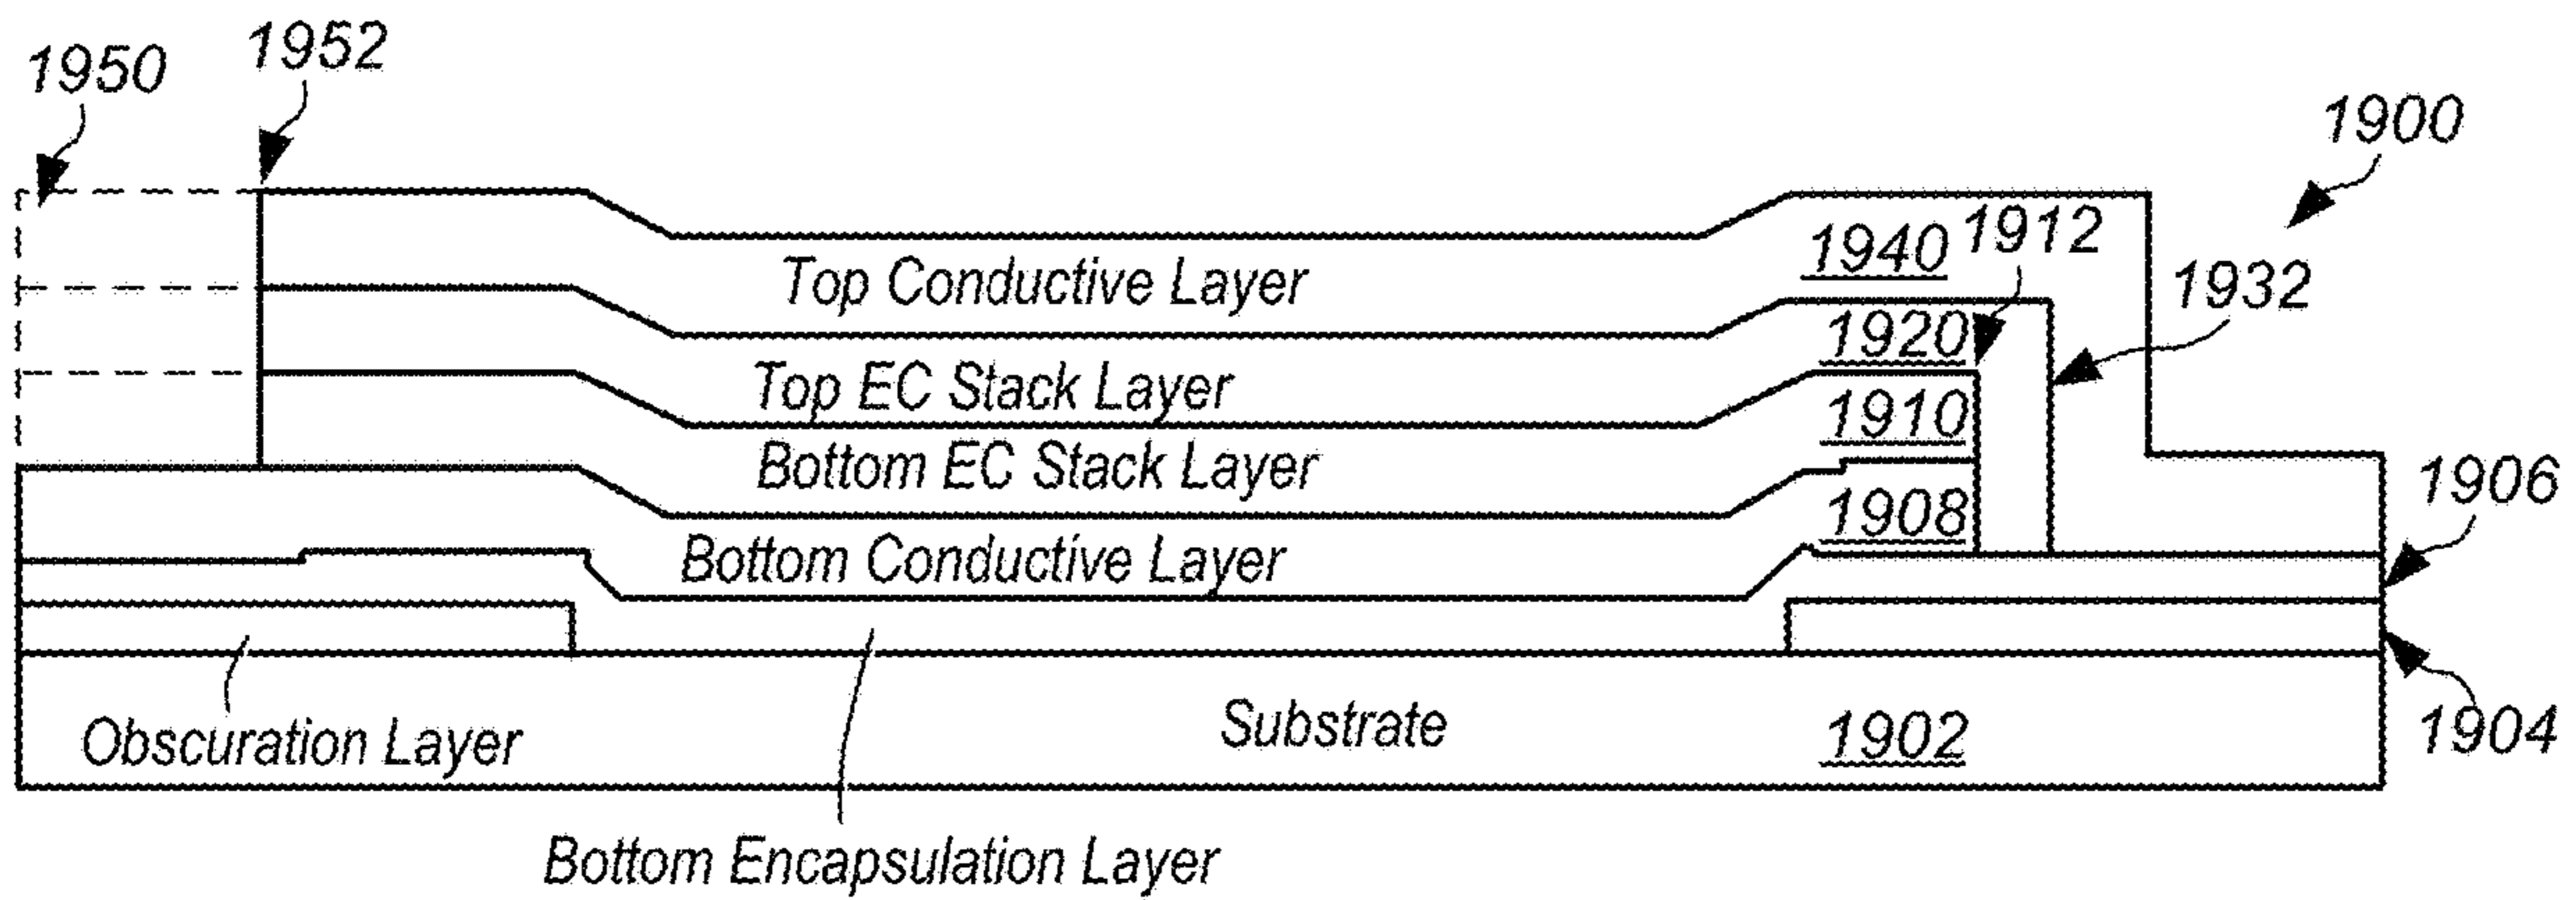 1950
1952
1900
1940
1912
1932
Top Conductive Layer
1920
Top EC Stack Layer
1910
Bottom EC Stack Layer
1906
1908
Bottom Conductive Layer
Substrate
1902
1904
Obscuration Layer
Bottom Encapsulation Layer